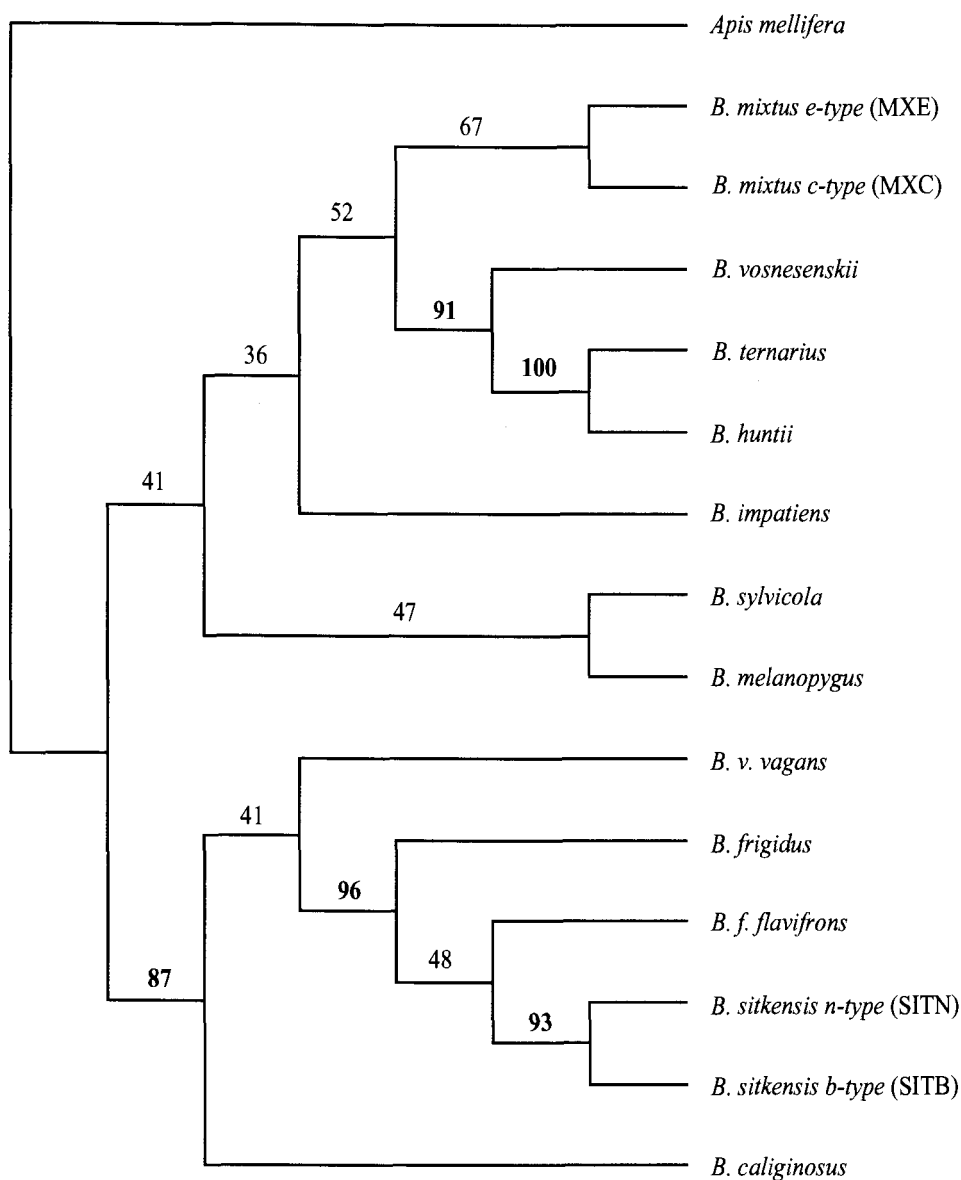 Apis mellifera
B. mixtus e-type (MXE)
67
B. mixtus c-type (MXC)
52
B. vosnesenskii
91
B. ternarius
36
100
B. huntii
41
B. impatiens
B. sylvicola
47
B. melanopygus
B. v. vagans
41
B. frigidus
96
B. f. flavifrons
48
87
B. sitkensis n-type (SITN)
93
B. sitkensis b-type (SITB)
B. caliginosus